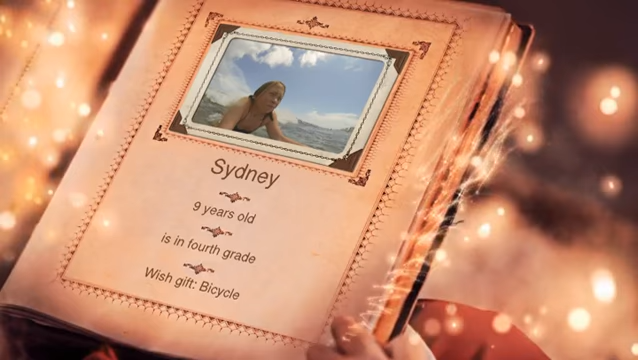 Sydney
9 years old
is in fourth grade
Wish gift: Bicycle